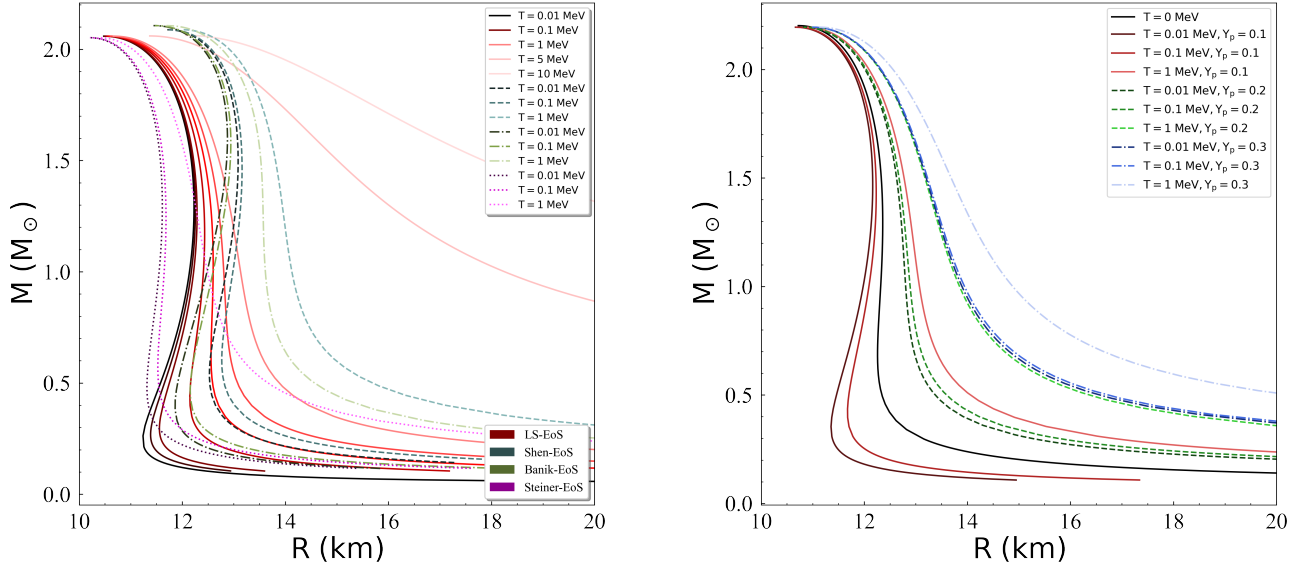 2.0
1.5
1.0
0.5
0.0
M (M⊙)
10
12
14
16
18
20
R (km)
T = 0.01 MeV
T = 0.1 MeV
T = 1 MeV
T = 5 MeV
T = 10 MeV
T = 0.01 MeV
T = 0.1 MeV
T = 1 MeV
T = 0.01 MeV
T = 0.1 MeV
T = 1 MeV
T = 0.01 MeV
T = 0.1 MeV
T = 1 MeV
LS-EoS
Shen-EoS
Banik-EoS
Steiner-EoS
2.0
1.5
1.0
0.5
0.0
M (M⊙)
10
12
14
16
18
20
R (km)
T = 0 MeV
T = 0.01 MeV, Yp = 0.1
T = 0.1 MeV, Yp = 0.1
T = 1 MeV, Yp = 0.1
T = 0.01 MeV, Yp = 0.2
T = 0.1 MeV, Yp = 0.2
T = 1 MeV, Yp = 0.2
T = 0.01 MeV, Yp = 0.3
T = 0.1 MeV, Yp = 0.3
T = 1 MeV, Yp = 0.3